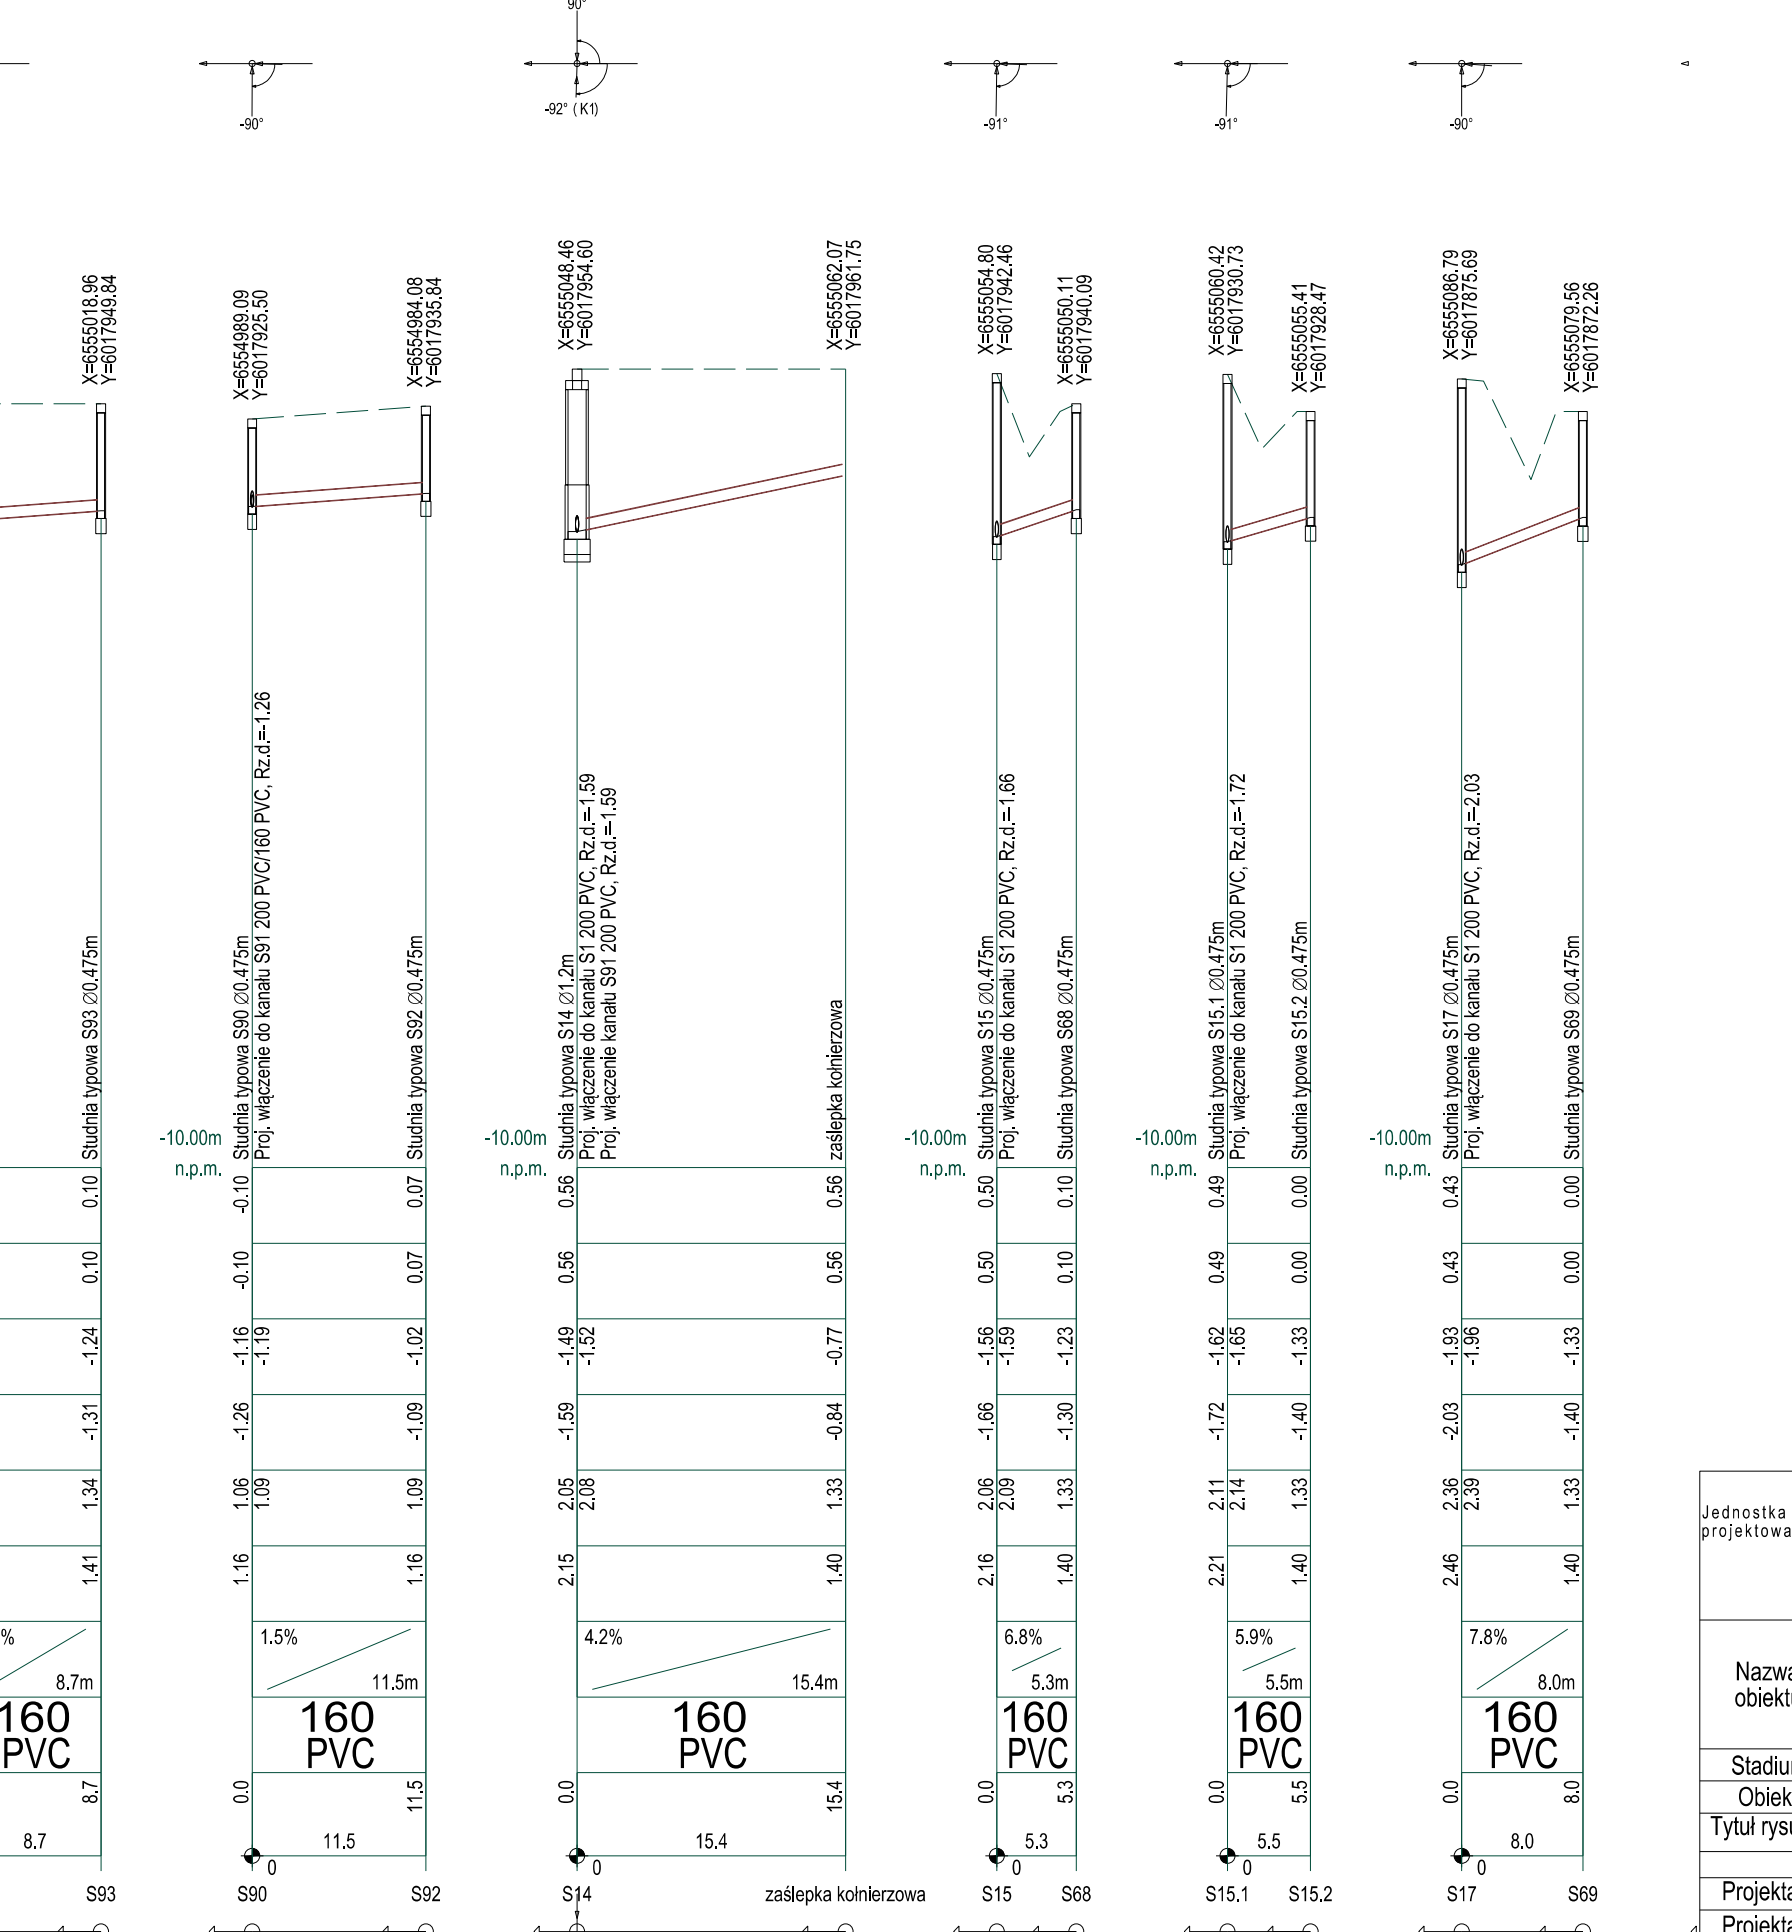 90°
-90°
-92° ( K1)
-91°
-91°
-90°
X=6555018.96
Y=6017949.84
X=6554989.09
Y=6017925.50
X=6554984.08
Y=6017935.84
X=6555048.46
Y=6017954.60
X=6555062.07
Y=6017961.75
X=6555054.80
Y=6017942.46
X=6555050.11
Y=6017940.09
X=6555060.42
Y=6017930.73
X=6555055.41
Y=6017928.47
X=6555086.79
Y=6017875.69
X=6555079.56
Y=6017872.26
Studnia typowa S93 Ø0.475m
Studnia typowa S90 Ø0.475m
Proj. włączenie do kanału S91 200 PVC/160 PVC, Rz.d.=-1.26
Studnia typowa S92 Ø0.475m
Studnia typowa S14 Ø1.2m
Proj. włączenie do kanału S1 200 PVC, Rz.d.=-1.59
Proj. włączenie kanału S91 200 PVC, Rz.d.=-1.59
zaślepka kołnierzowa
Studnia typowa S15 Ø0.475m
Proj. włączenie do kanału S1 200 PVC, Rz.d.=-1.66
Studnia typowa S68 Ø0.475m
Studnia typowa S15.1 Ø0.475m
Proj. włączenie do kanału S1 200 PVC, Rz.d.=-1.72
Studnia typowa S15.2 Ø0.475m
Studnia typowa S17 Ø0.475m
Proj. włączenie do kanału S1 200 PVC, Rz.d.=-2.03
Studnia typowa S69 Ø0.475m
-10.00m
n.p.m.
-10.00m
n.p.m.
-10.00m
n.p.m.
-10.00m
n.p.m.
-10.00m
n.p.m.
0.10 -0.10 0.07 0.56 0.56 0.50 0.10 0.49 0.00 0.43 0.00
0.10 -0.10 0.07 0.56 0.56 0.50 0.10 0.49 0.00 0.43 0.00
-1.24 -1.16 -1.19 -1.02 -1.49 -1.52 -0.77 -1.56 -1.59 -1.23 -1.62 -1.65 -1.33 -1.93 -1.96 -1.33
-1.31 -1.26 -1.09 -1.59 -0.84 -1.66 -1.30 -1.72 -1.40 -2.03 -1.40
1.34 1.06 1.09 1.09 2.05 2.08 1.33 2.06 2.09 1.33 2.11 2.14 1.33 2.36 2.39 1.33
1.41 1.16 1.16 2.15 1.40 2.16 1.40 2.21 1.40 2.46 1.40
% 1.5% 4.2% 6.8% 5.9% 7.8%
8.7m 11.5m 15.4m 5.3m 5.5m 8.0m
160 160 160 160 160 160
PVC PVC PVC PVC PVC PVC
8.7 0.0 11.5 0.0 15.4 0.0 5.3 0.0 5.5 0.0 8.0
8.7 11.5 15.4 5.3 5.5 8.0
0 0 0 0 0
S93 S90 S92 S14 zaślepka kołnierzowa S15 S68 S15.1 S15.2 S17 S69
Jednostka
projektowa
Nazwa
obiektu
Stadium
Obiek
Tytuł rysu
Projekta
Projekta